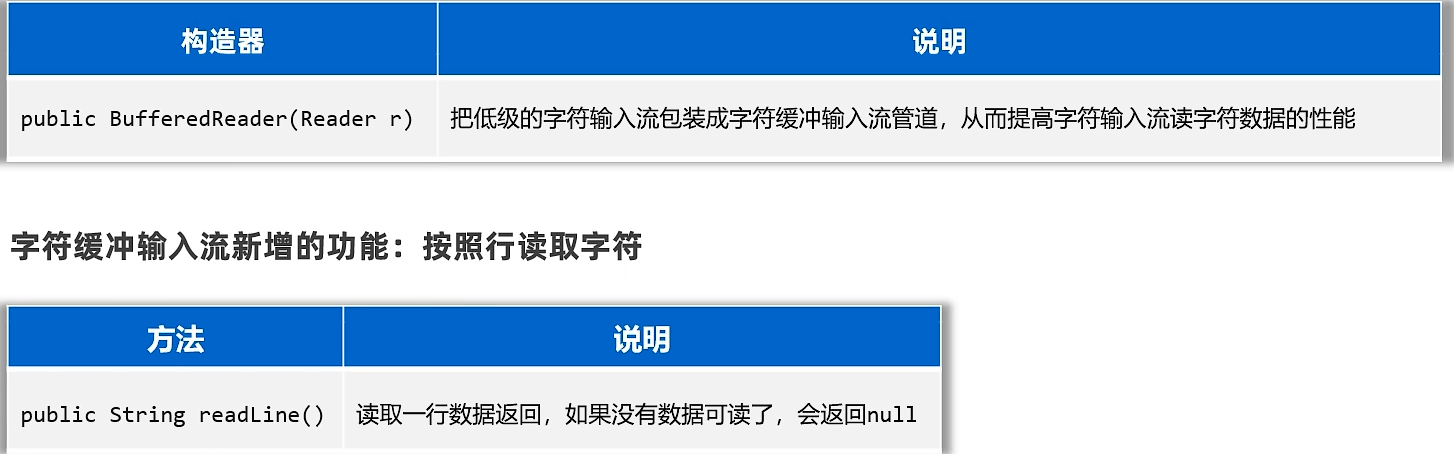 构造器 说明
public BufferedReader(Reader r) 把低级的字符输入流包装成字符缓冲输入流管道，从而提高字符输入流读字符数据的性能
字符缓冲输入流新增的功能：按照行读取字符
方法 说明
public String readLine() 读取一行数据返回，如果没有数据可读了，会返回null